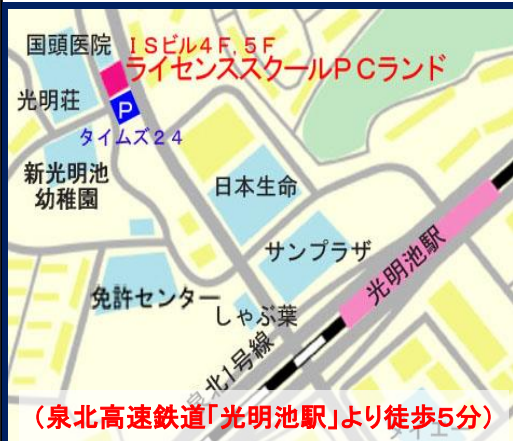 国頭医院
ISビル4F.5F
ライセンススクールPCランド
光明荘
P
タイムズ24
新光明池
幼稚園
日本生命
サンプラザ
光明池駅
免許センター
しゃぶ葉
泉北1号線
(泉北高速鉄道「光明池駅」より徒歩5分)